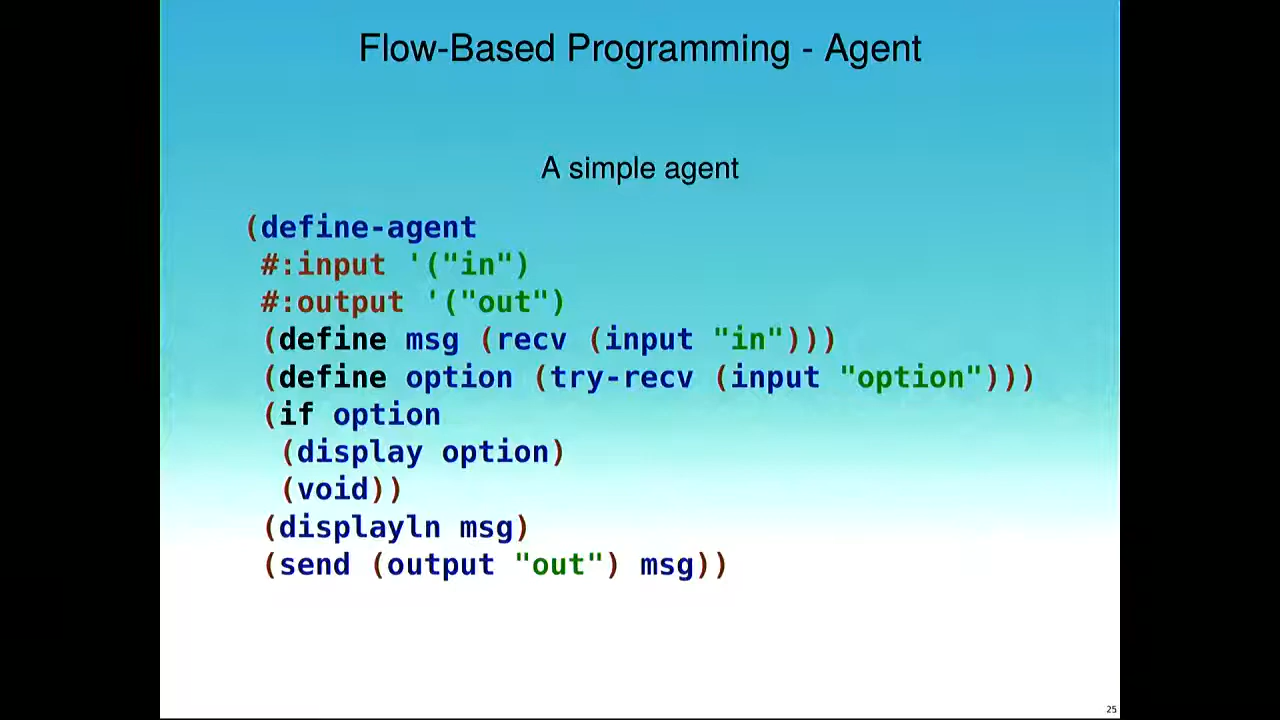 Flow-Based Programming - Agent
A simple agent
(define-agent
#:input '("in")
#:output '("out")
(define msg (recv (input "in")))
(define option (try-recv (input "option")))
(if option
(display option)
(void))
(displayln msg)
(send (output "out") msg))
25